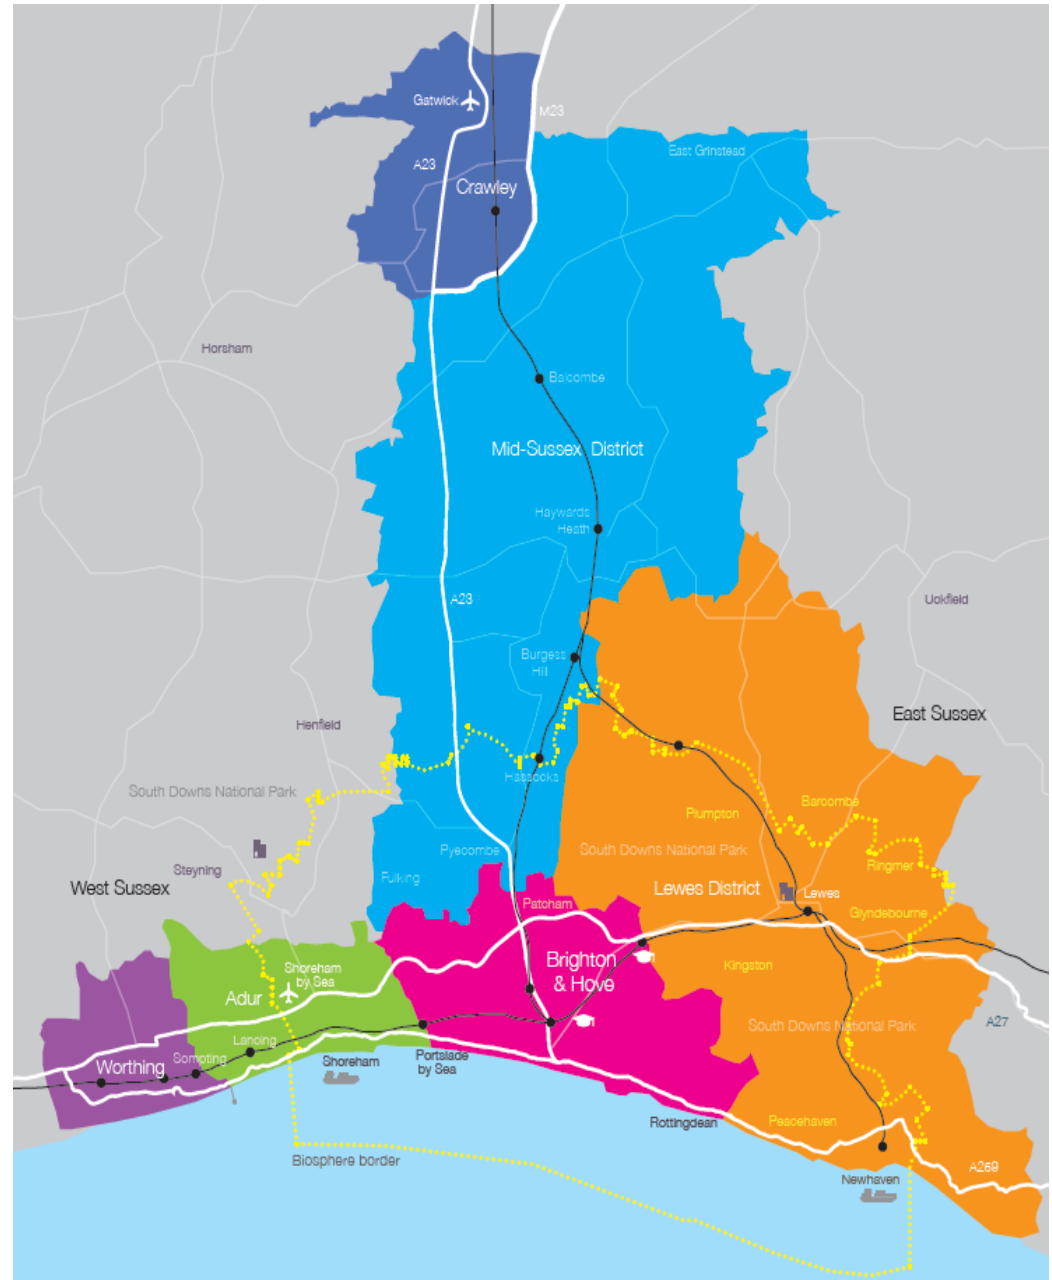 Gatwick
M23
East Grinstead
A23
Crawley
Horsham
Balcombe
Mid-Sussex District
Haywards
Heath
A23
Uokfield
Burgess
Hill
East Sussex
Henfield
Hassocks
South Downs National Park
Barcombe
Plumpton
Pyecombe
South Downs National Park
Ringmer
Steyning
Fulking
West Sussex
Lewes District
Lewes
Patcham
Glyndebourne
Brighton
& Hove
Kingston
Shoreham
by Sea
Adur
South Downs National Park
A27
Lancing
Sompting
Worthing
Shoreham
Portslade
by Sea
Rottingdean
Peacehaven
Biosphere border
A269
Newhaven